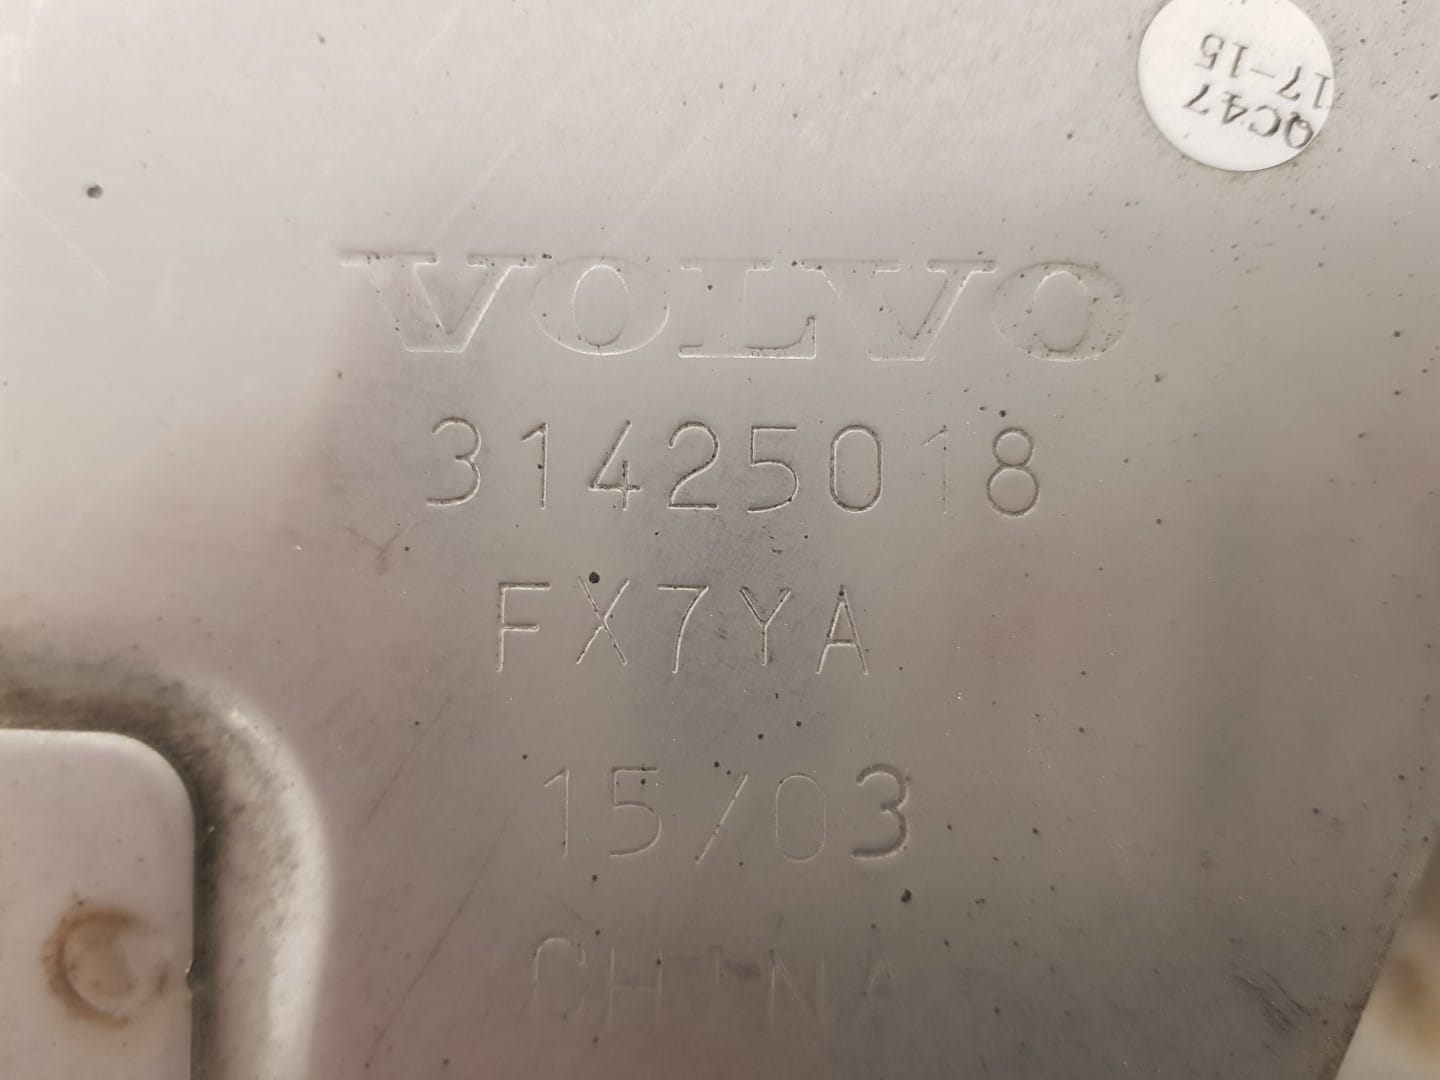 QC47
17-15
VOLVO
31425018
FX7YA
15/03
CHINA